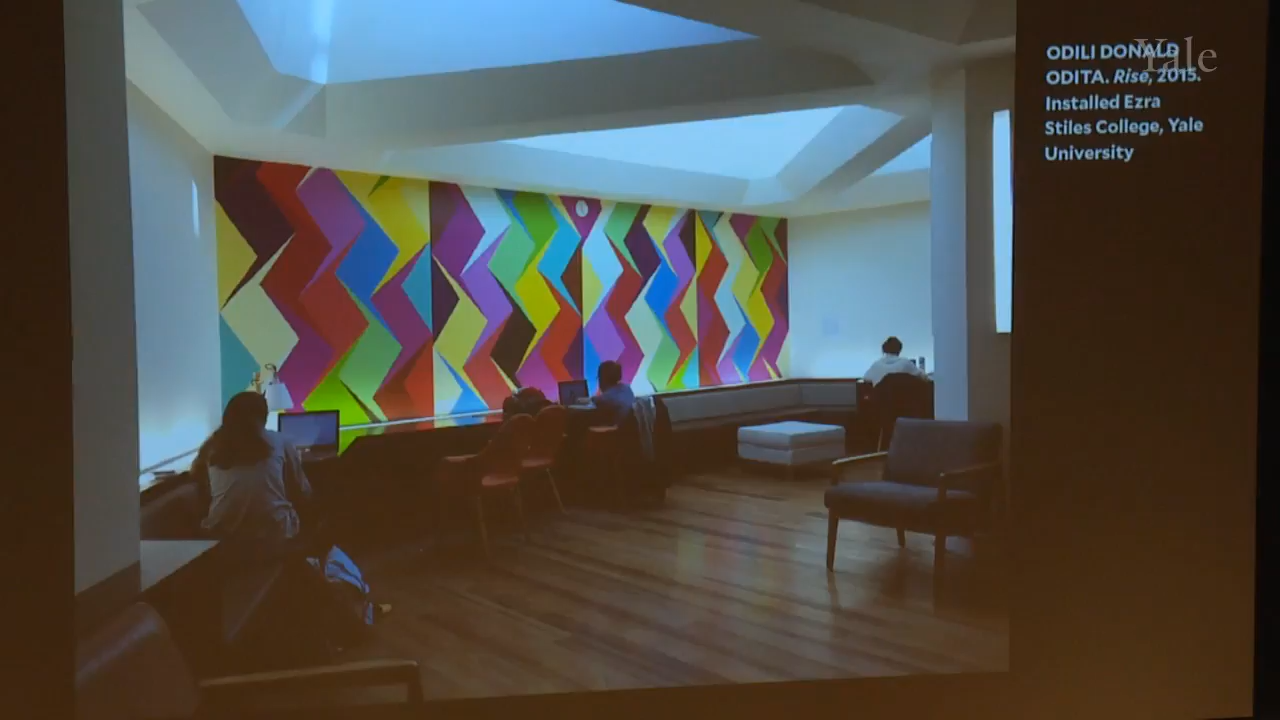 ODILI DONALD
ODITA. Rise, 2015.
Installed Ezra
Stiles College, Yale
University
Yale